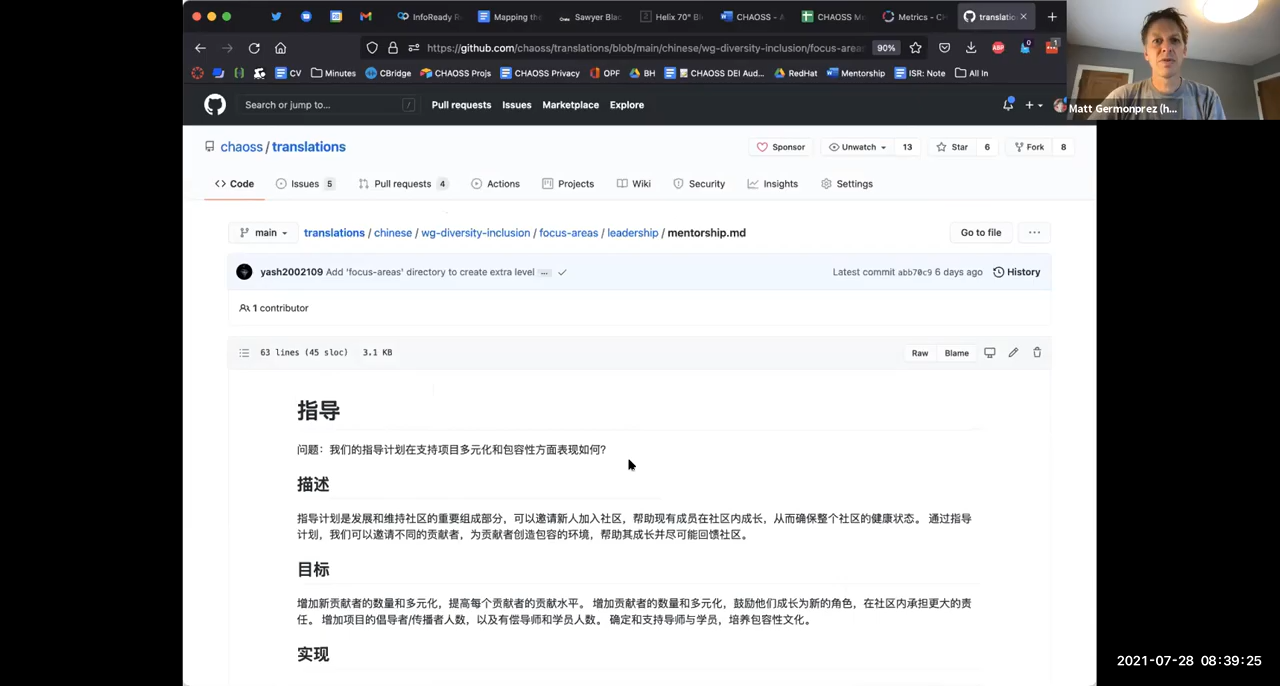 InfoReady R
Mapping the
Sawyer Blac
Helix 70° Bl
CHAOSS - A
CHAOSS Me
Metrics - CH
translatio
https://github.com/chaoss/translations/blob/main/chinese/wg-diversity-inclusion/focus-areas
90%
ABP
0
1
CV
Minutes
CBridge
CHAOSS Projs
CHAOSS Privacy
OPF
BH
CHAOSS DEI Aud...
RedHat
Mentorship
ISR: Note
All In
Matt Germonprez (h...
Search or jump to...
/
Pull requests
Issues
Marketplace
Explore
chaoss / translations
Sponsor
Unwatch
13
Star
6
Fork
8
Code
Issues 5
Pull requests 4
Actions
Projects
Wiki
Security
Insights
Settings
main
translations / chinese / wg-diversity-inclusion / focus-areas / leadership / mentorship.md
Go to file
...
yash2002109 Add 'focus-areas' directory to create extra level ...
Latest commit abb70c9 6 days ago
History
1 contributor
63 lines (45 sloc)
3.1 KB
Raw
Blame
指导
问题：我们的指导计划在支持项目多元化和包容性方面表现如何?
描述
指导计划是发展和维持社区的重要组成部分，可以邀请新人加入社区，帮助现有成员在社区内成长，从而确保整个社区的健康状态。 通过指导
计划，我们可以邀请不同的贡献者，为贡献者创造包容的环境，帮助其成长并尽可能回馈社区。
目标
增加新贡献者的数量和多元化，提高每个贡献者的贡献水平。 增加贡献者的数量和多元化，鼓励他们成长为新的角色，在社区内承担更大的责
任。 增加项目的倡导者/传播者人数，以及有偿导师和学员人数。 确定和支持导师与学员，培养包容性文化。
实现
2021-07-28 08:39:25